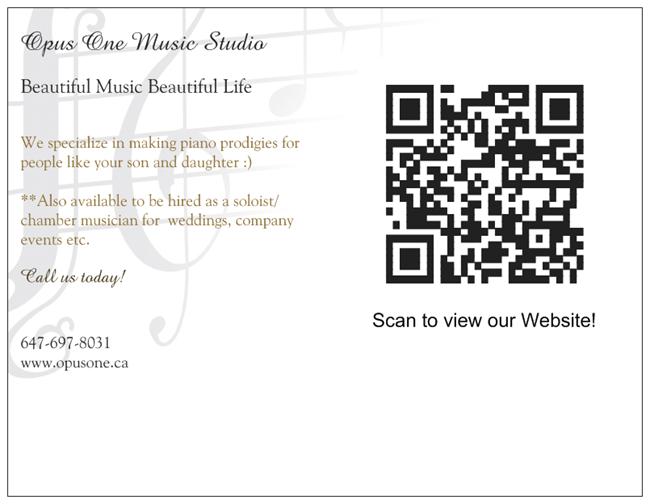 Opus One Music Studio
Beautiful Music Beautiful Life
We specialize in making piano prodigies for
people like your son and daughter :)
**Also available to be hired as a soloist/
chamber musician for weddings, company
events etc.
Call us today!
647-697-8031
www.opusone.ca
Scan to view our Website!